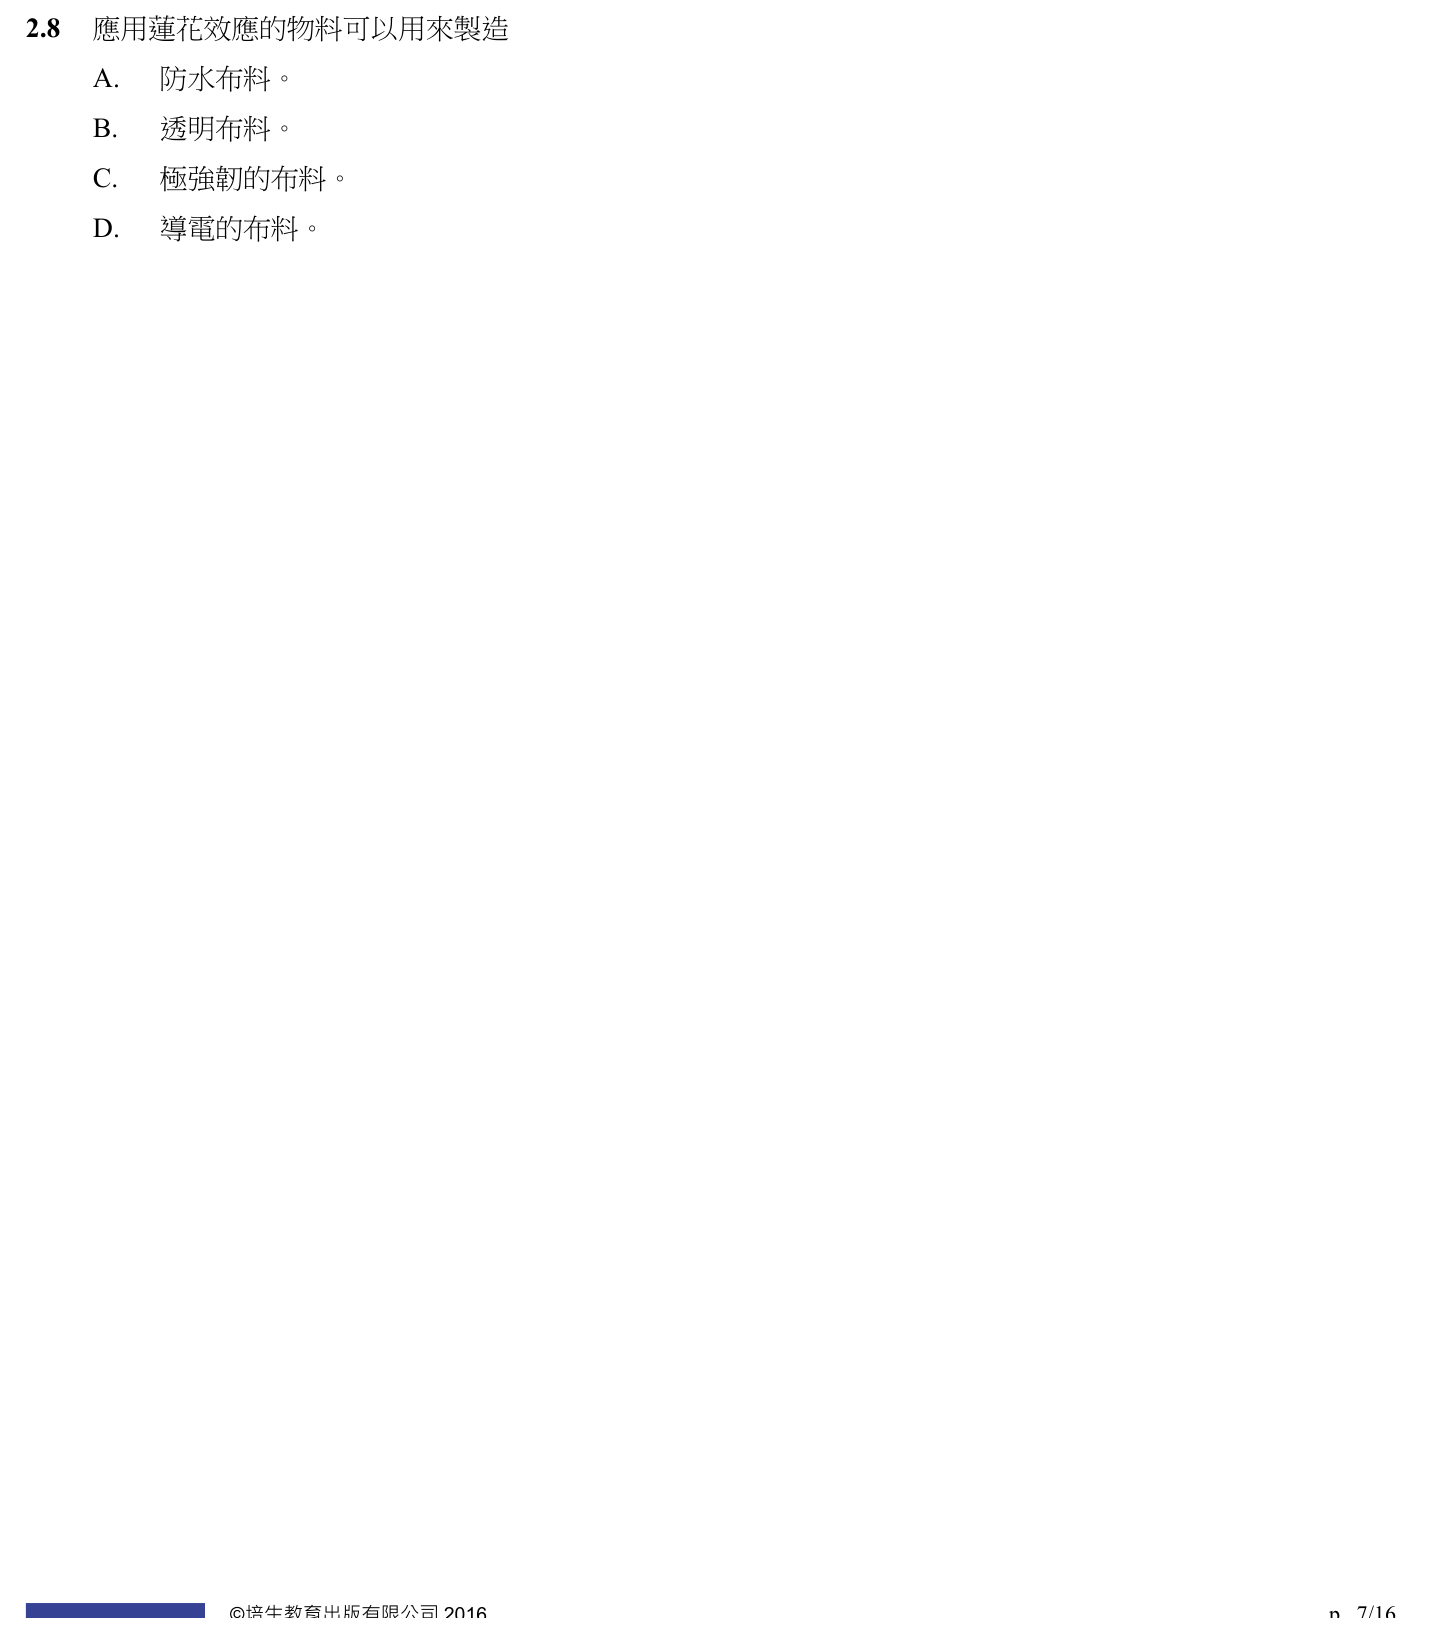 2.8 應用蓮花效應的物料可以用來製造
A. 防水布料。
B. 透明布料。
C. 極強韌的布料。
D. 導電的布料。
©培生教育出版有限公司 2016 p. 7/16